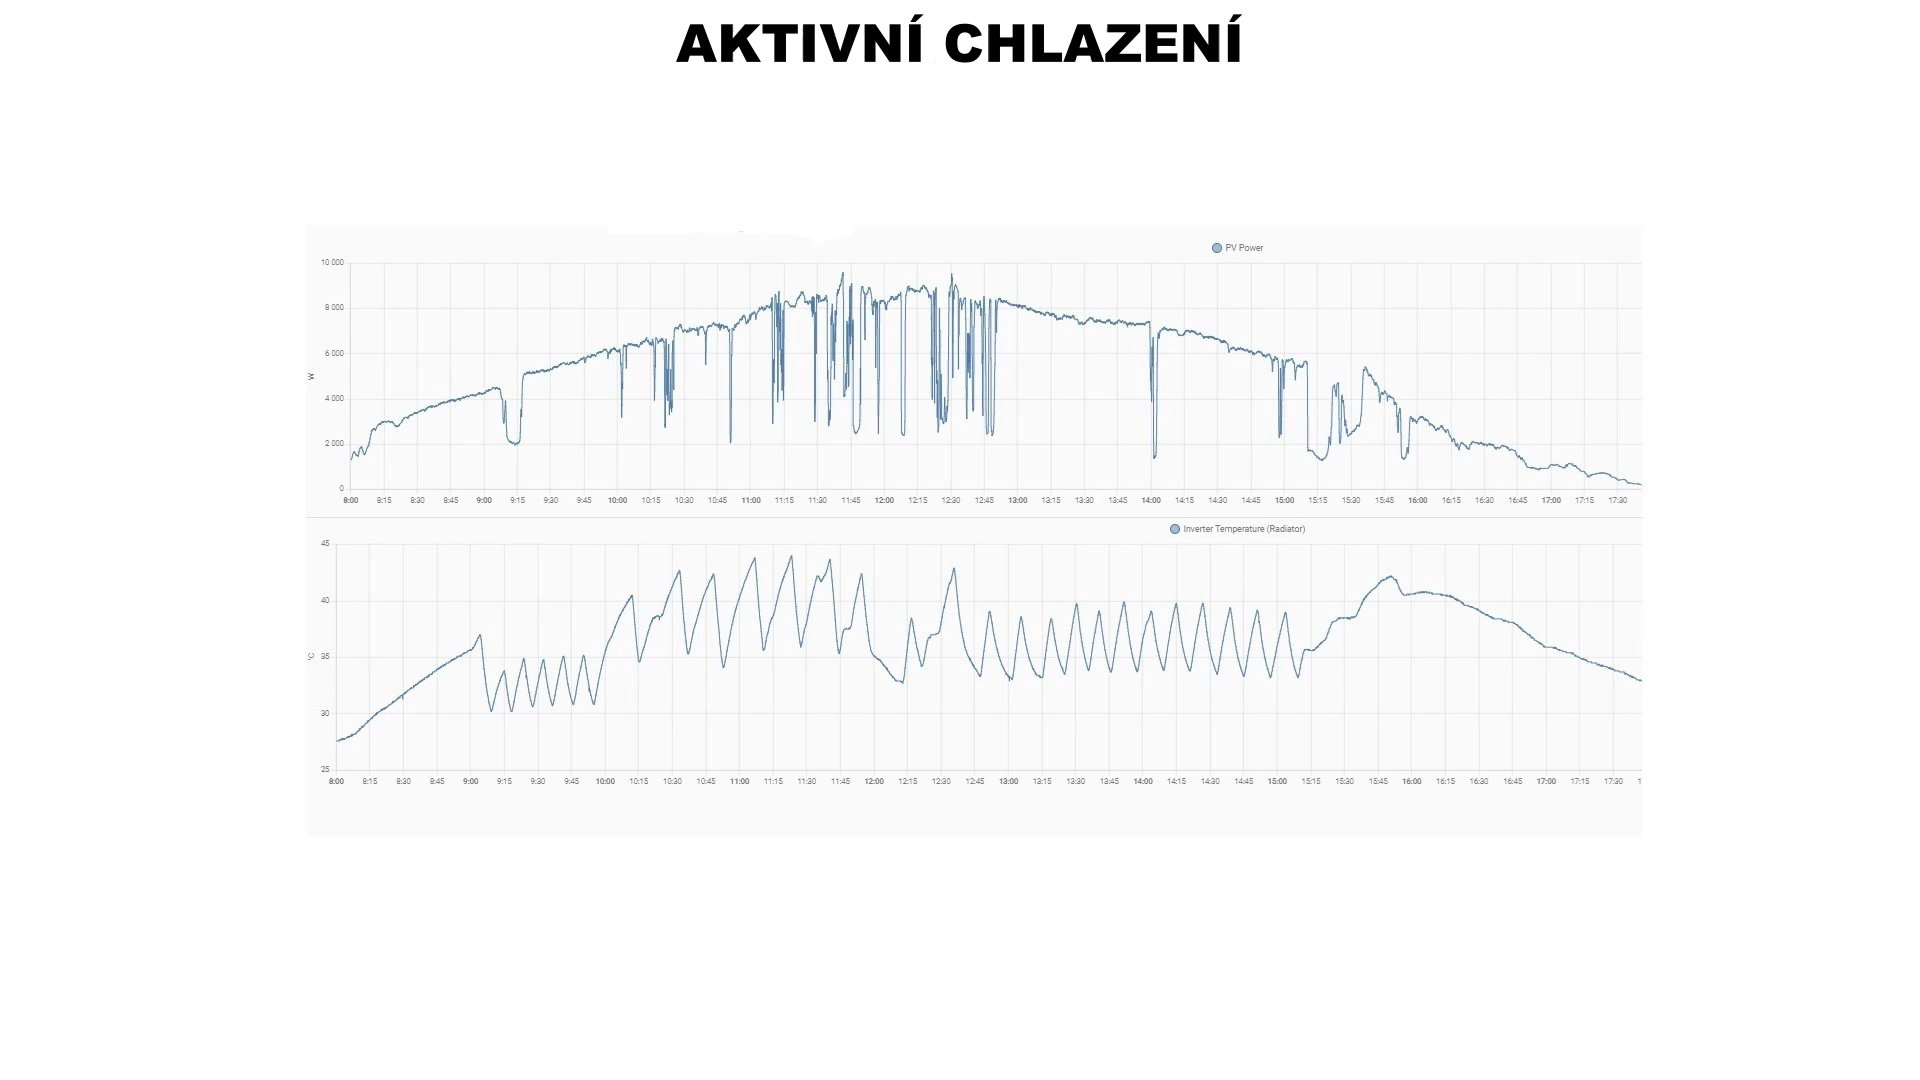 AKTIVNÍ CHLAZENÍ
PV Power
10 000
8 000
6 000
W
4 000
2 000
0
8:00 8:15 8:30 8:45 9:00 9:15 9:30 9:45 10:00 10:15 10:30 10:45 11:00 11:15 11:30 11:45 12:00 12:15 12:30 12:45 13:00 13:15 13:30 13:45 14:00 14:15 14:30 14:45 15:00 15:15 15:30 15:45 16:00 16:15 16:30 16:45 17:00 17:15 17:30
Inverter Temperature (Radiator)
45
40
°C
35
30
25
8:00 8:15 8:30 8:45 9:00 9:15 9:30 9:45 10:00 10:15 10:30 10:45 11:00 11:15 11:30 11:45 12:00 12:15 12:30 12:45 13:00 13:15 13:30 13:45 14:00 14:15 14:30 14:45 15:00 15:15 15:30 15:45 16:00 16:15 16:30 16:45 17:00 17:15 17:30 1